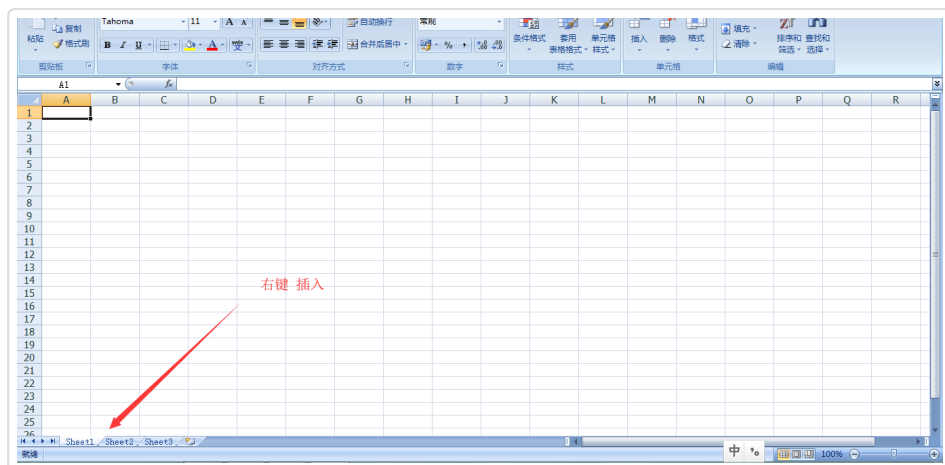 复制 Tahoma 11 A A 自动换行 常规 填充
粘贴 格式刷 B I U A 变 合并后居中 % , 条件格式 套用 单元格 插入 删除 格式 清除 排序和 查找和
表格格式 样式 筛选 选择
剪贴板 字体 对齐方式 数字 样式 单元格 编辑
A1 fx
A B C D E F G H I J K L M N O P Q R
1
2
3
4
5
6
7
8
9
10
11
12
13
14
右键 插入
15
16
17
18
19
20
21
22
23
24
25
26
Sheet1 Sheet2 Sheet3
就绪 中 100%